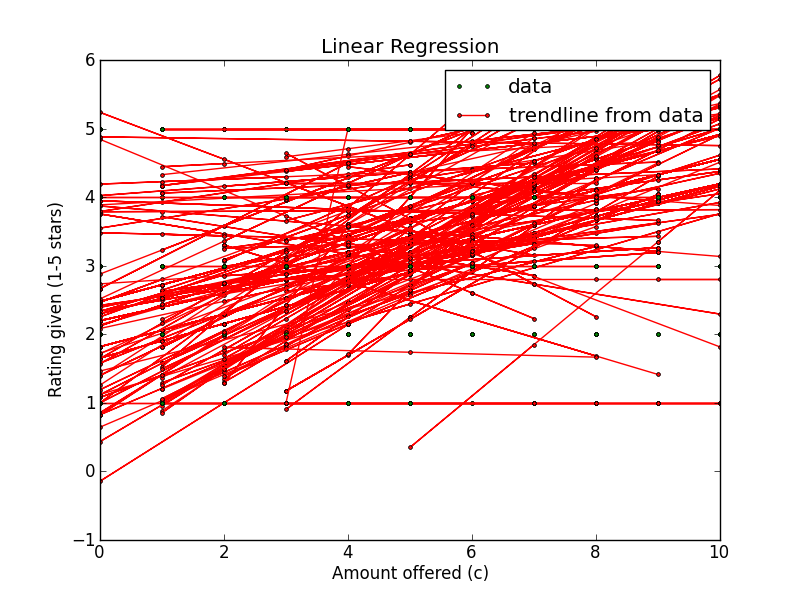 Linear Regression
data
trendline from data
6
5
4
3
2
1
0
−1
0 2 4 6 8 10
Rating given (1-5 stars)
Amount offered (c)